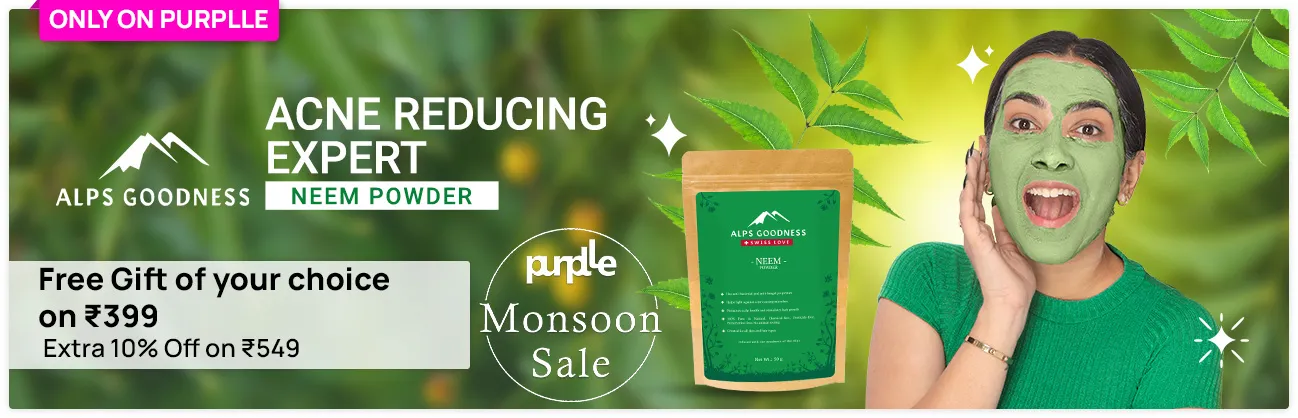 ONLY ON PURPLLE
ALPS GOODNESS
ACNE REDUCING
EXPERT
NEEM POWDER
Free Gift of your choice
on ₹399
Extra 10% Off on ₹549
purplle
Monsoon
Sale
ALPS GOODNESS
SWISS LOVE
- NEEM -
POWDER